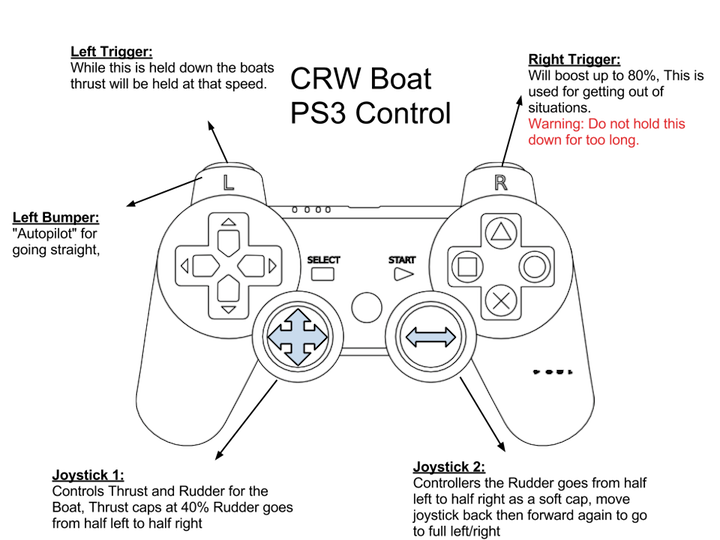 Left Trigger:
While this is held down the boats
thrust will be held at that speed.
CRW Boat
PS3 Control
Right Trigger:
Will boost up to 80%, This is
used for getting out of
situations.
Warning: Do not hold this
down for too long.
L
R
Left Bumper:
"Autopilot" for
going straight,
SELECT
START
Joystick 1:
Controls Thrust and Rudder for the
Boat, Thrust caps at 40% Rudder goes
from half left to half right
Joystick 2:
Controllers the Rudder goes from half
left to half right as a soft cap, move
joystick back then forward again to go
to full left/right